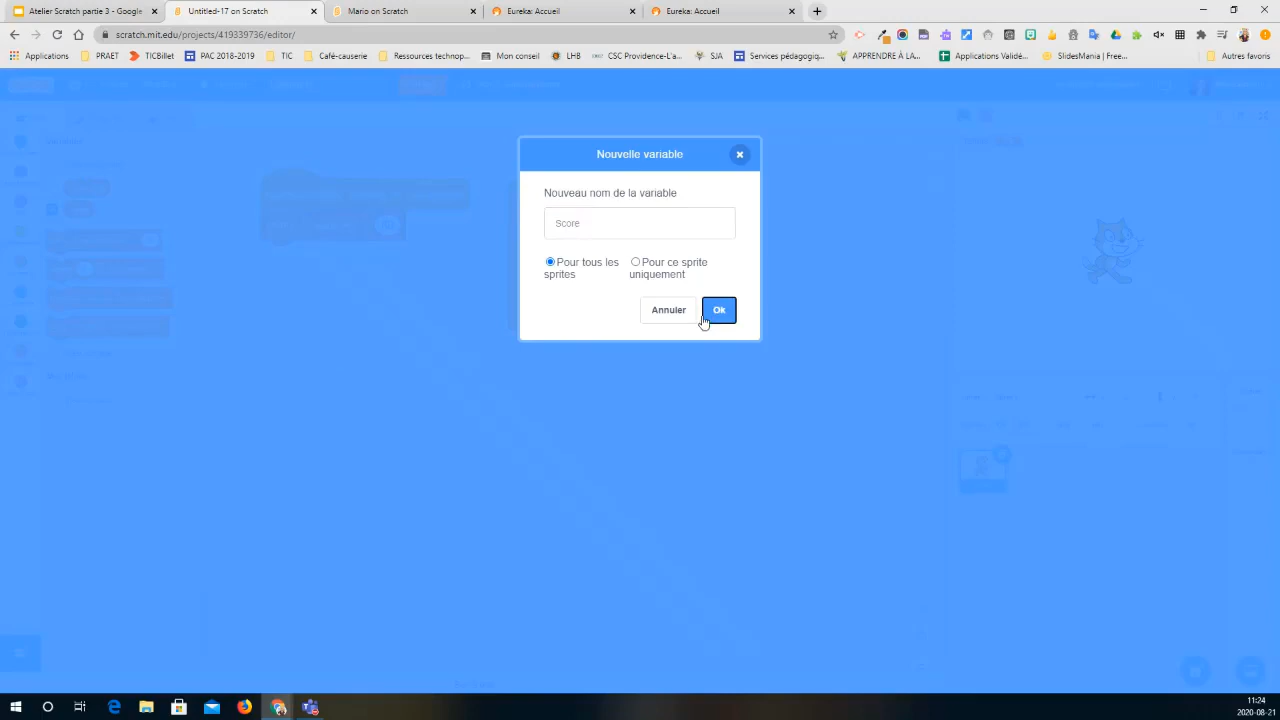 Atelier Scratch partie 3 - Google
Untitled-17 on Scratch
Mario on Scratch
Eureka: Accueil
Eureka: Accueil
scratch.mit.edu/projects/419339736/editor/
Applications
PRAET
TICBillet
PAC 2018-2019
TIC
Café-causerie
Ressources technop...
Mon conseil
LHB
CSC Providence-L'a...
SJA
Services pédagogiq...
APPRENDRE À LA...
Applications Validé...
SlidesMania | Free...
Autres favoris
Nouvelle variable
Nouveau nom de la variable
Score
Pour tous les
sprites
Pour ce sprite
uniquement
Annuler
Ok
11:24
2020-08-21